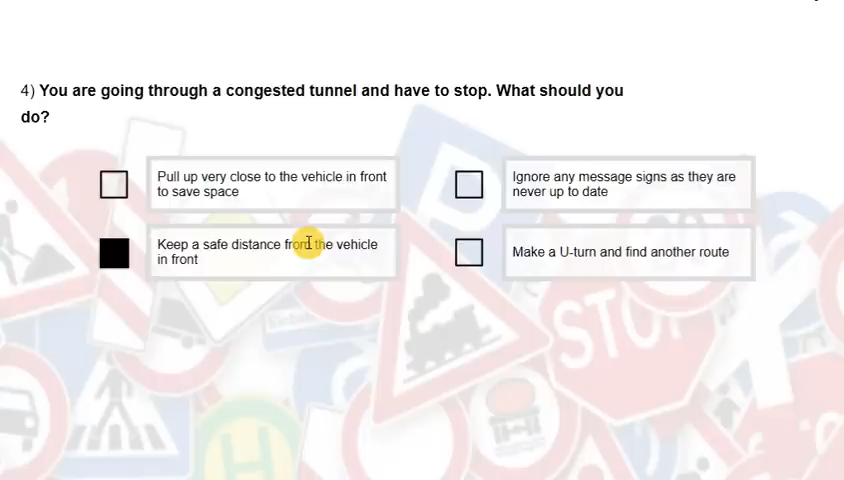 4) You are going through a congested tunnel and have to stop. What should you
do?
Pull up very close to the vehicle in front
to save space
Ignore any message signs as they are
never up to date
Keep a safe distance from the vehicle
in front
Make a U-turn and find another route
P
STOP
H